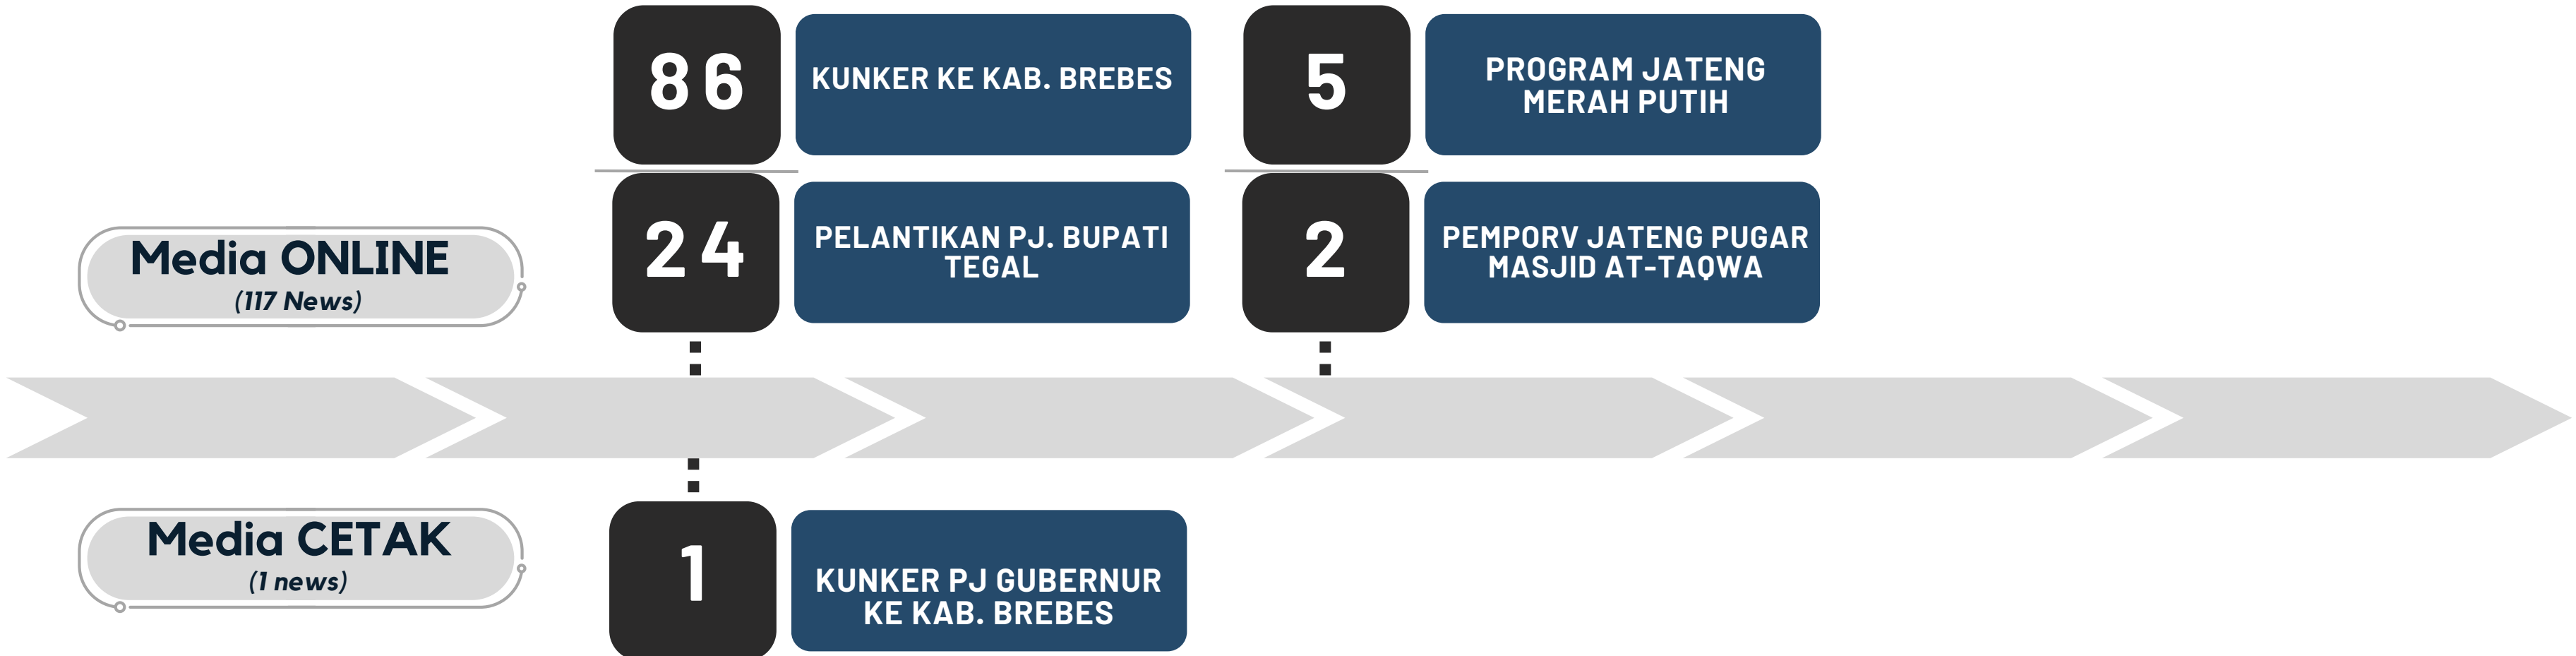 86
KUNKER KE KAB. BREBES
5
PROGRAM JATENG
MERAH PUTIH
24
PELANTIKAN PJ. BUPATI
TEGAL
2
PEMPORV JATENG PUGAR
MASJID AT-TAQWA
Media ONLINE
(117 News)
Media CETAK
(1 news)
1
KUNKER PJ GUBERNUR
KE KAB. BREBES